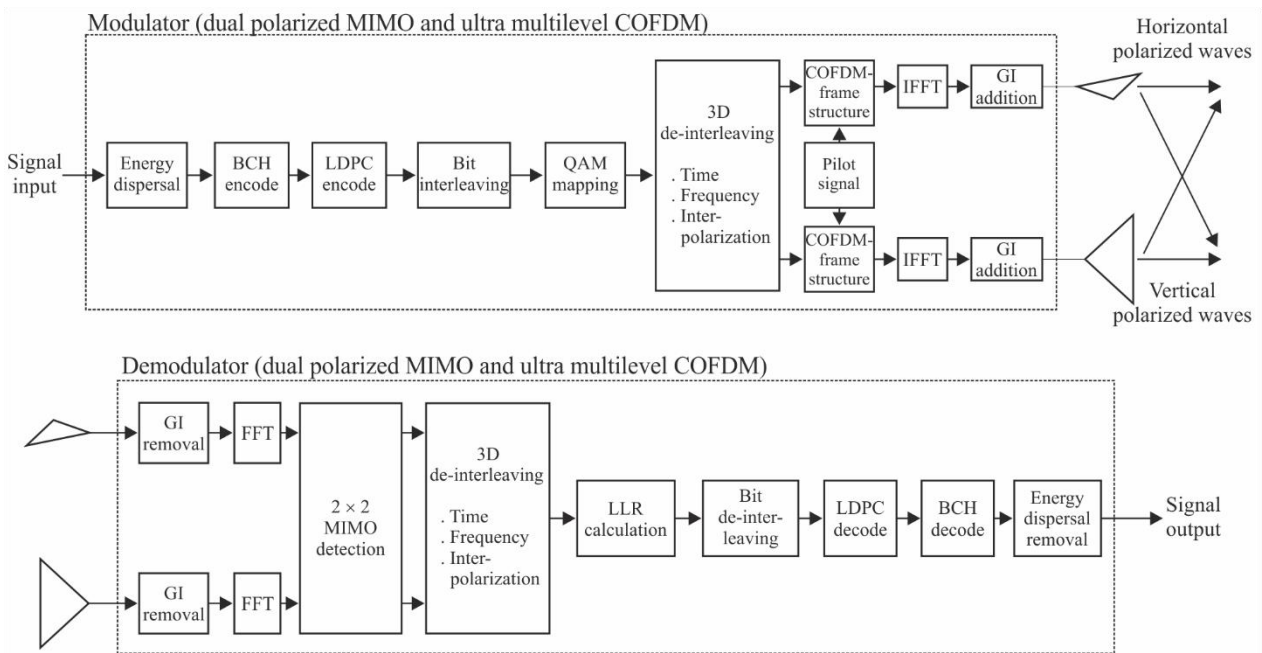 Modulator (dual polarized MIMO and ultra multilevel COFDM)
Signal
input
Energy
dispersal
BCH
encode
LDPC
encode
Bit
interleaving
QAM
mapping
3D
de-interleaving
. Time
. Frequency
. Inter-
polarization
COFDM-
frame
structure
IFFT
GI
addition
Pilot
signal
COFDM-
frame
structure
IFFT
GI
addition
Horizontal
polarized waves
Vertical
polarized waves
Demodulator (dual polarized MIMO and ultra multilevel COFDM)
GI
removal
FFT
GI
removal
FFT
2 × 2
MIMO
detection
3D
de-interleaving
. Time
. Frequency
. Inter-
polarization
LLR
calculation
Bit
de-inter-
leaving
LDPC
decode
BCH
decode
Energy
dispersal
removal
Signal
output